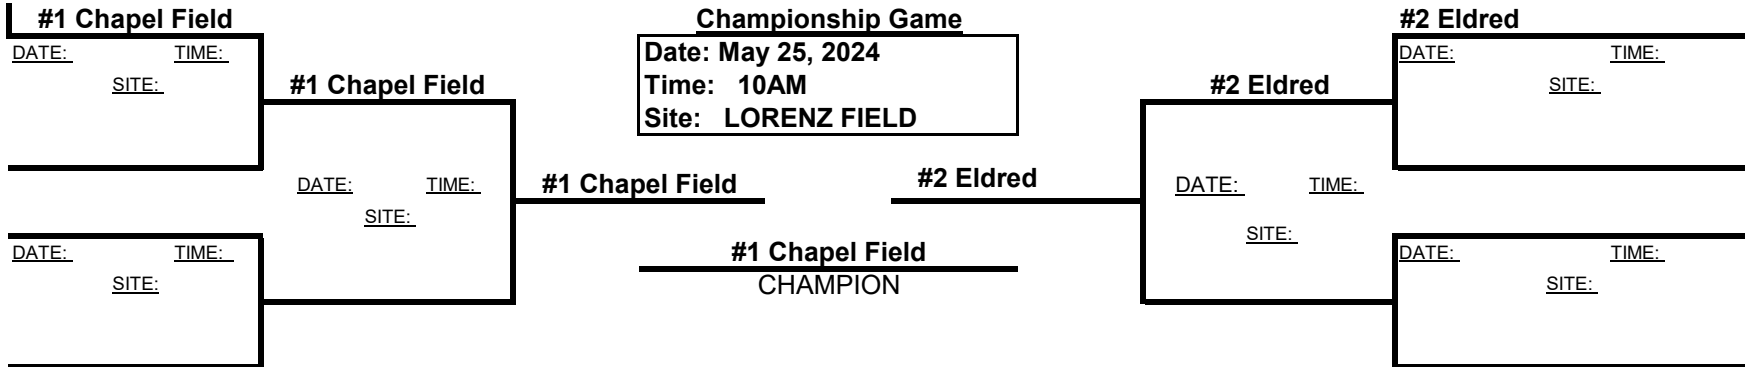 #1 Chapel Field
Championship Game
#2 Eldred
DATE: TIME:
SITE:
Date: May 25, 2024
Time: 10AM
Site: LORENZ FIELD
DATE: TIME:
SITE:
#1 Chapel Field
#2 Eldred
DATE: TIME:
SITE:
#1 Chapel Field
#2 Eldred
DATE: TIME:
SITE:
DATE: TIME:
SITE:
#1 Chapel Field
CHAMPION
DATE: TIME:
SITE: